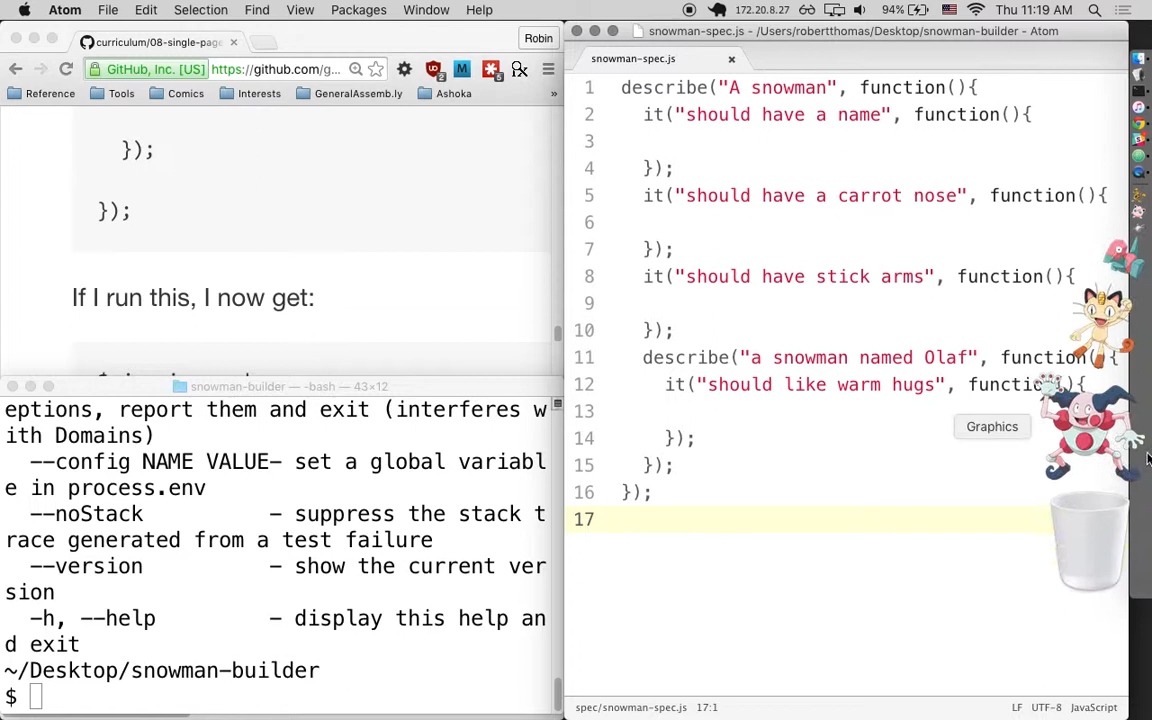 Atom File Edit View Selection Find Packages Window Help
172.20.8.27 94% Thu 11:19 AM
curriculum/08-single-page
Robin
GitHub, Inc. [US] https://github.com/g...
Reference Tools Comics Interests GeneralAssemb.ly Ashoka »
});
});
If I run this, I now get:
snowman-builder — -bash — 43×12
eptions, report them and exit (interferes w
ith Domains)
--config NAME VALUE- set a global variabl
e in process.env
--noStack - suppress the stack t
race generated from a test failure
--version - show the current ver
sion
-h, --help - display this help an
d exit
~/Desktop/snowman-builder
$
snowman-spec.js - /Users/robertthomas/Desktop/snowman-builder - Atom
snowman-spec.js
1 describe("A snowman", function(){
2 it("should have a name", function(){
3
4 });
5 it("should have a carrot nose", function(){
6
7 });
8 it("should have stick arms", function(){
9
10 });
11 describe("a snowman named Olaf", function(){
12 it("should like warm hugs", function(){
13
14 });
15 });
16 });
17
Graphics
spec/snowman-spec.js 17:1 LF UTF-8 JavaScript